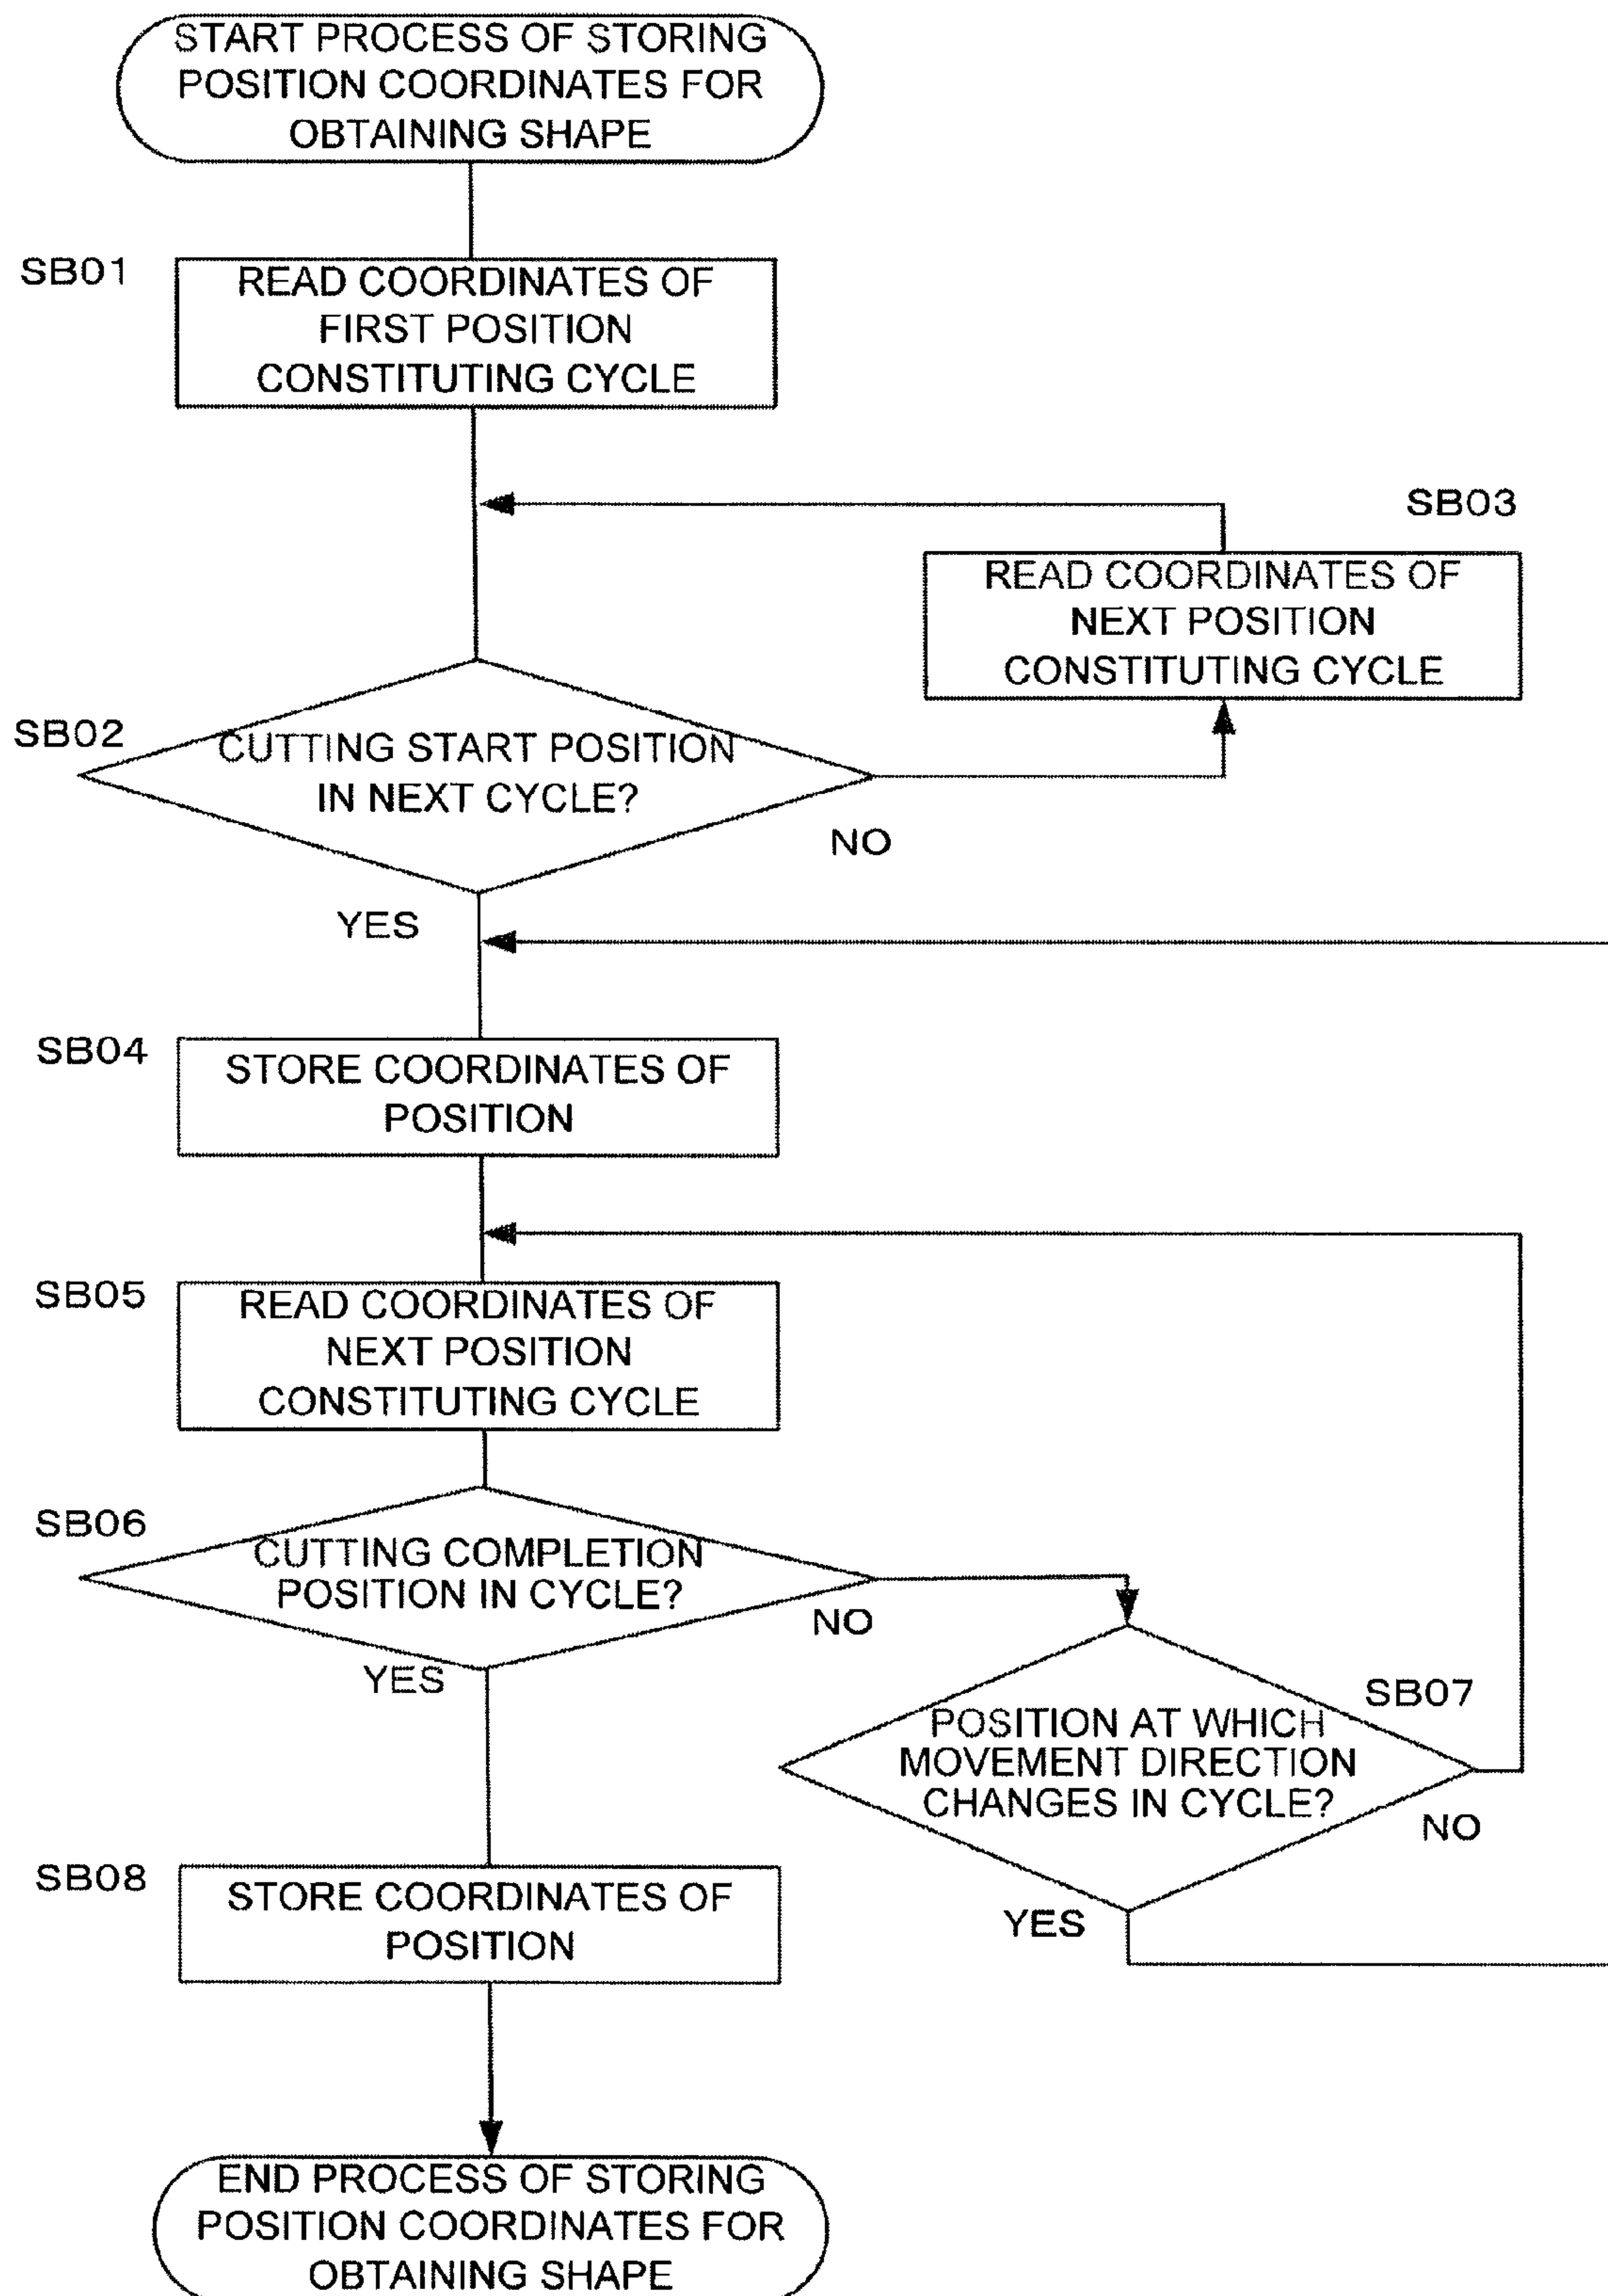 START PROCESS OF STORING
POSITION COORDINATES FOR
OBTAINING SHAPE
SB01
READ COORDINATES OF
FIRST POSITION
CONSTITUTING CYCLE
SB03
READ COORDINATES OF
NEXT POSITION
CONSTITUTING CYCLE
SB02
CUTTING START POSITION
IN NEXT CYCLE?
NO
YES
SB04
STORE COORDINATES OF
POSITION
SB05
READ COORDINATES OF
NEXT POSITION
CONSTITUTING CYCLE
SB06
CUTTING COMPLETION
POSITION IN CYCLE?
NO
YES
SB07
POSITION AT WHICH
MOVEMENT DIRECTION
CHANGES IN CYCLE?
NO
YES
SB08
STORE COORDINATES OF
POSITION
END PROCESS OF STORING
POSITION COORDINATES FOR
OBTAINING SHAPE